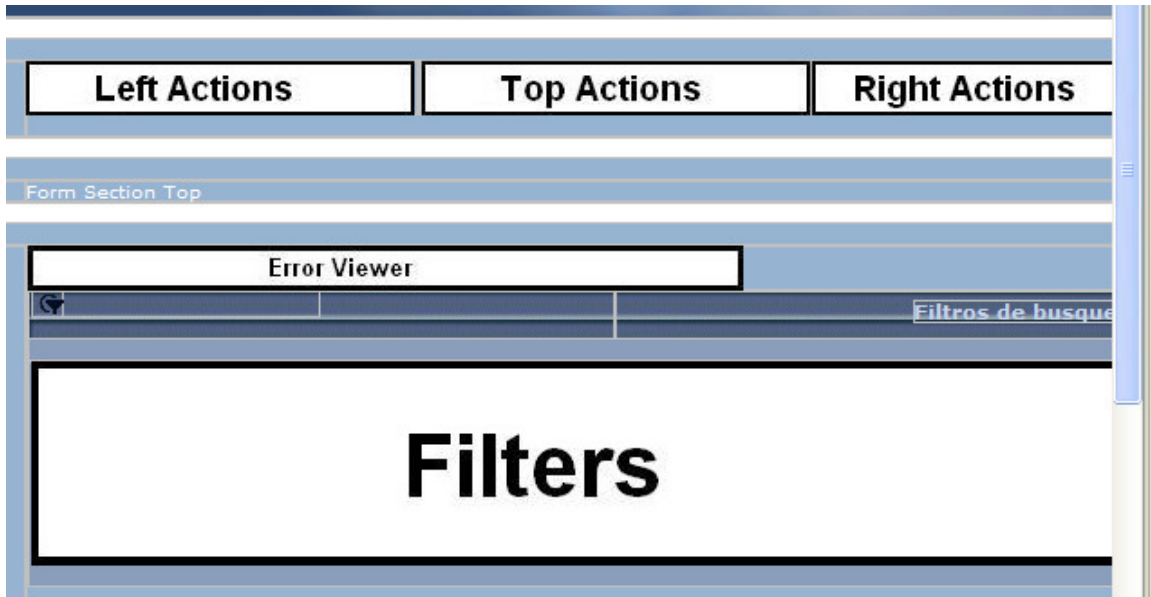 Left Actions Top Actions Right Actions
Form Section Top
Error Viewer
Filtros de busque
Filters